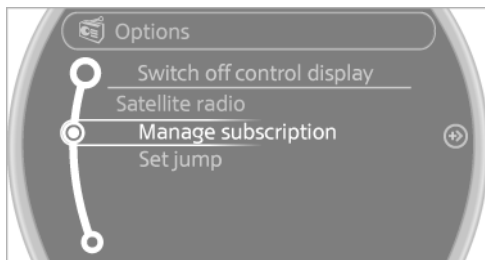 Options
Switch off control display
Satellite radio
Manage subscription
Set jump